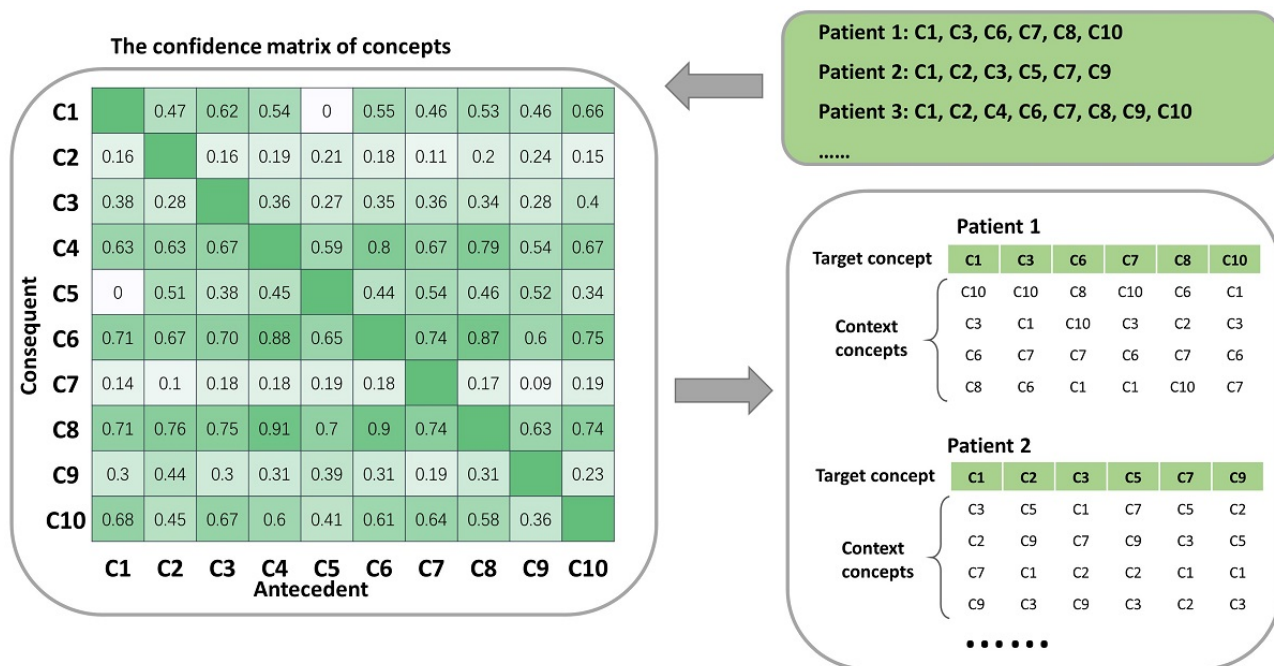 The confidence matrix of concepts
C1 0.47 0.62 0.54 0 0.55 0.46 0.53 0.46 0.66
C2 0.16 0.16 0.19 0.21 0.18 0.11 0.2 0.24 0.15
C3 0.38 0.28 0.36 0.27 0.35 0.36 0.34 0.28 0.4
C4 0.63 0.63 0.67 0.59 0.8 0.67 0.79 0.54 0.67
C5 0 0.51 0.38 0.45 0.44 0.54 0.46 0.52 0.34
C6 0.71 0.67 0.70 0.88 0.65 0.74 0.87 0.6 0.75
C7 0.14 0.1 0.18 0.18 0.19 0.18 0.17 0.09 0.19
C8 0.71 0.76 0.75 0.91 0.7 0.9 0.74 0.63 0.74
C9 0.3 0.44 0.3 0.31 0.39 0.31 0.19 0.31 0.23
C10 0.68 0.45 0.67 0.6 0.41 0.61 0.64 0.58 0.36
C1 C2 C3 C4 C5 C6 C7 C8 C9 C10
Antecedent
Consequent
Patient 1: C1, C3, C6, C7, C8, C10
Patient 2: C1, C2, C3, C5, C7, C9
Patient 3: C1, C2, C4, C6, C7, C8, C9, C10
......
Patient 1
Target concept C1 C3 C6 C7 C8 C10
C10 C10 C8 C10 C6 C1
C3 C1 C10 C3 C2 C3
C6 C7 C7 C6 C7 C6
C8 C6 C1 C1 C10 C7
Context
concepts
Patient 2
Target concept C1 C2 C3 C5 C7 C9
C3 C5 C1 C7 C5 C2
C2 C9 C7 C9 C3 C5
C7 C1 C2 C2 C1 C1
C9 C3 C9 C3 C2 C3
Context
concepts
......